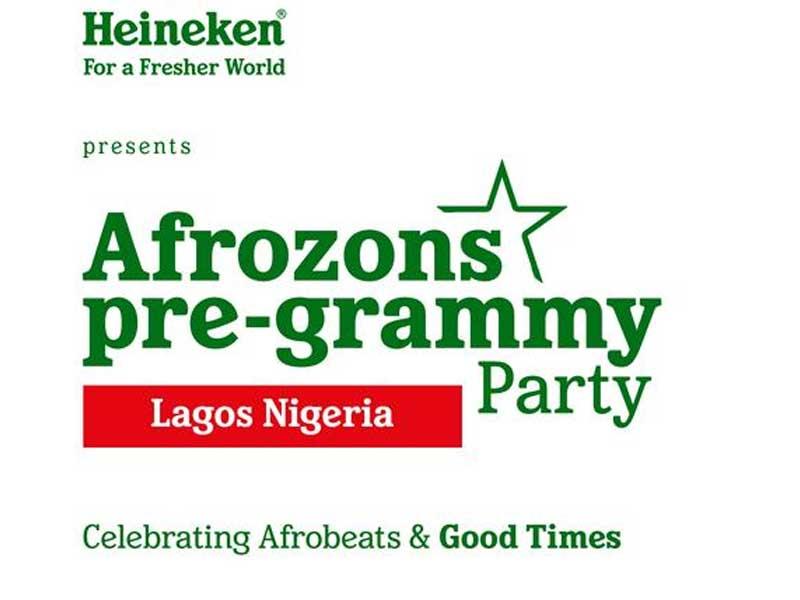 Heineken®
For a Fresher World
presents
Afrozons
pre-grammy
Party
Lagos Nigeria
Celebrating Afrobeats & Good Times